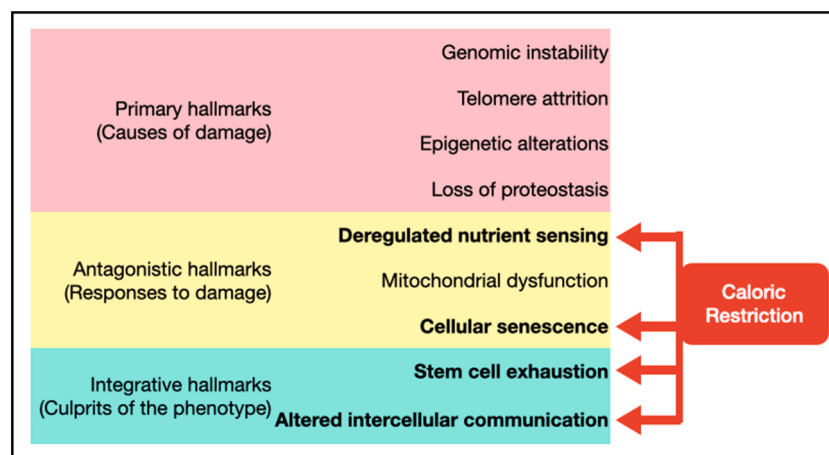 Primary hallmarks
(Causes of damage)
Genomic instability
Telomere attrition
Epigenetic alterations
Loss of proteostasis
Antagonistic hallmarks
(Responses to damage)
Deregulated nutrient sensing
Mitochondrial dysfunction
Cellular senescence
Integrative hallmarks
(Culprits of the phenotype)
Stem cell exhaustion
Altered intercellular communication
Caloric
Restriction